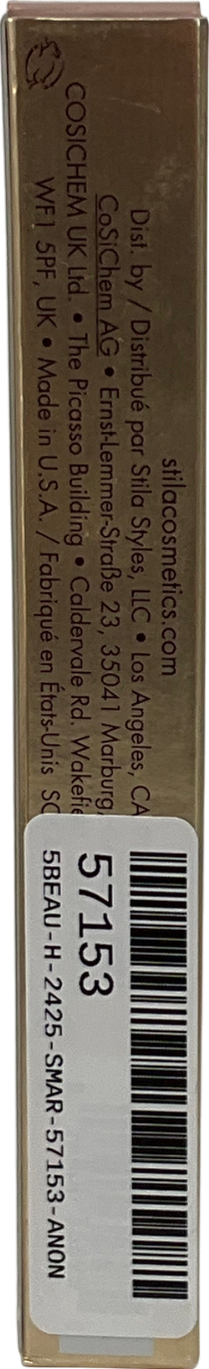 stilacosmetics.com
Dist. by / Distribué par Stila Styles, LLC • Los Angeles, CA
CoSiChem AG • Ernst-Lemmer-Straße 23, 35041 Marburg,
COSICHEM UK Ltd. • The Picasso Building • Caldervale Rd. Wakefie
WF1 5PF, UK • Made in U.S.A. / Fabriqué en États-Unis SC
57153
5BEAU-H-2425-SMAR-57153-ANON